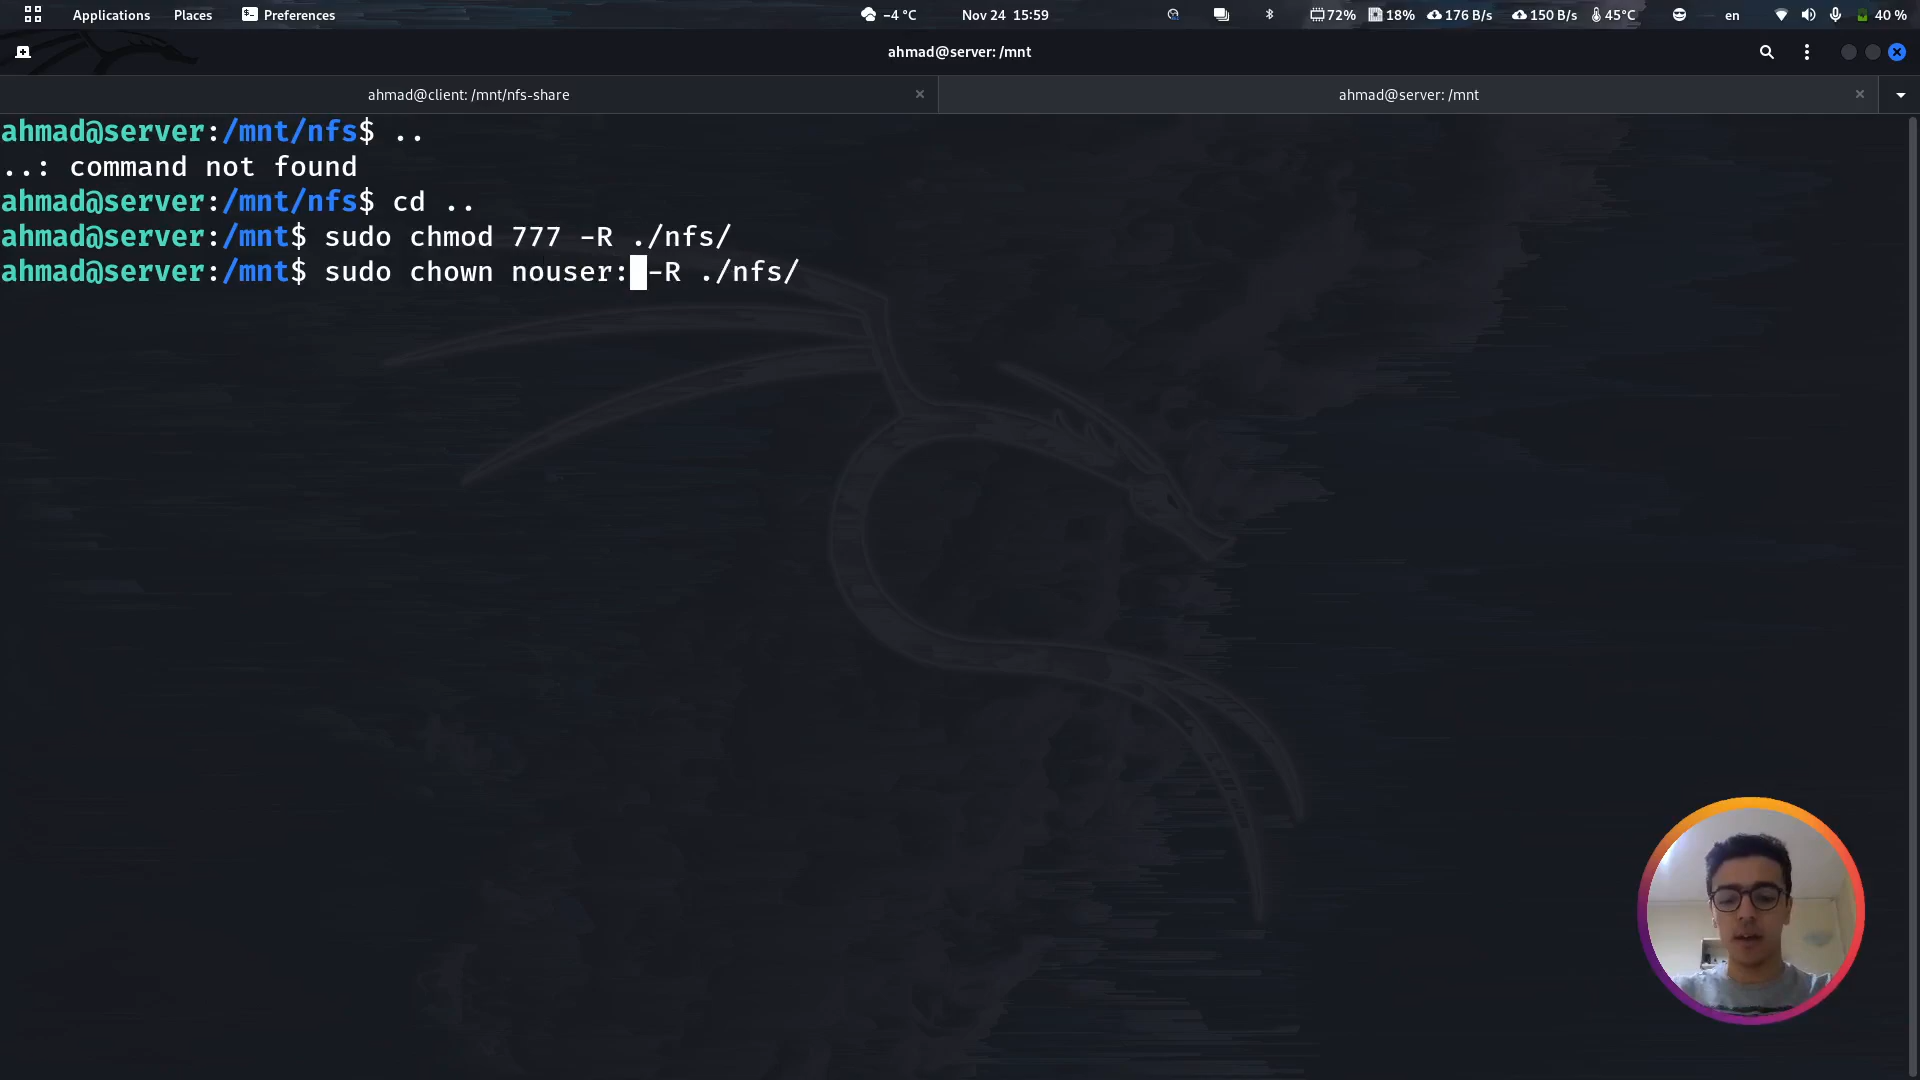 Applications Places Preferences -4 °C Nov 24 15:59 72% 18% 176 B/s 150 B/s 45°C en 40 %
ahmad@server: /mnt
ahmad@client: /mnt/nfs-share × ahmad@server: /mnt ×
ahmad@server:/mnt/nfs$ ..
..: command not found
ahmad@server:/mnt/nfs$ cd ..
ahmad@server:/mnt$ sudo chmod 777 -R ./nfs/
ahmad@server:/mnt$ sudo chown nouser: -R ./nfs/